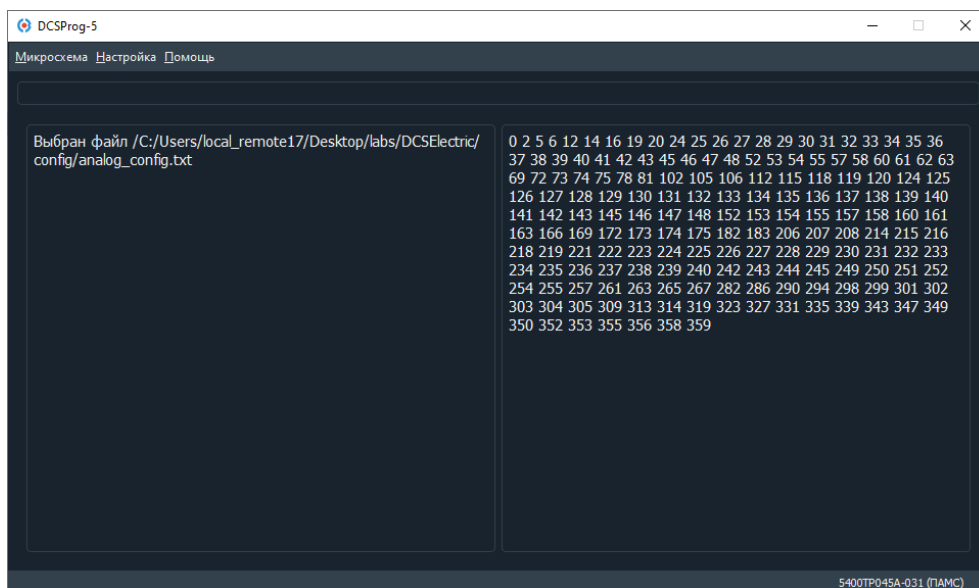 DCSProg-5
Микросхема Настройка Помощь
Выбран файл /C:/Users/local_remote17/Desktop/labs/DCSElectric/
config/analog_config.txt
0 2 5 6 12 14 16 19 20 24 25 26 27 28 29 30 31 32 33 34 35 36
37 38 39 40 41 42 43 45 46 47 48 52 53 54 55 57 58 60 61 62 63
69 72 73 74 75 78 81 102 105 106 112 115 118 119 120 124 125
126 127 128 129 130 131 132 133 134 135 136 137 138 139 140
141 142 143 145 146 147 148 152 153 154 155 157 158 160 161
163 166 169 172 173 174 175 182 183 206 207 208 214 215 216
218 219 221 222 223 224 225 226 227 228 229 230 231 232 233
234 235 236 237 238 239 240 242 243 244 245 249 250 251 252
254 255 257 261 263 265 267 282 286 290 294 298 299 301 302
303 304 305 309 313 314 319 323 327 331 335 339 343 347 349
350 352 353 355 356 358 359
5400ТР045А-031 (ПАМС)